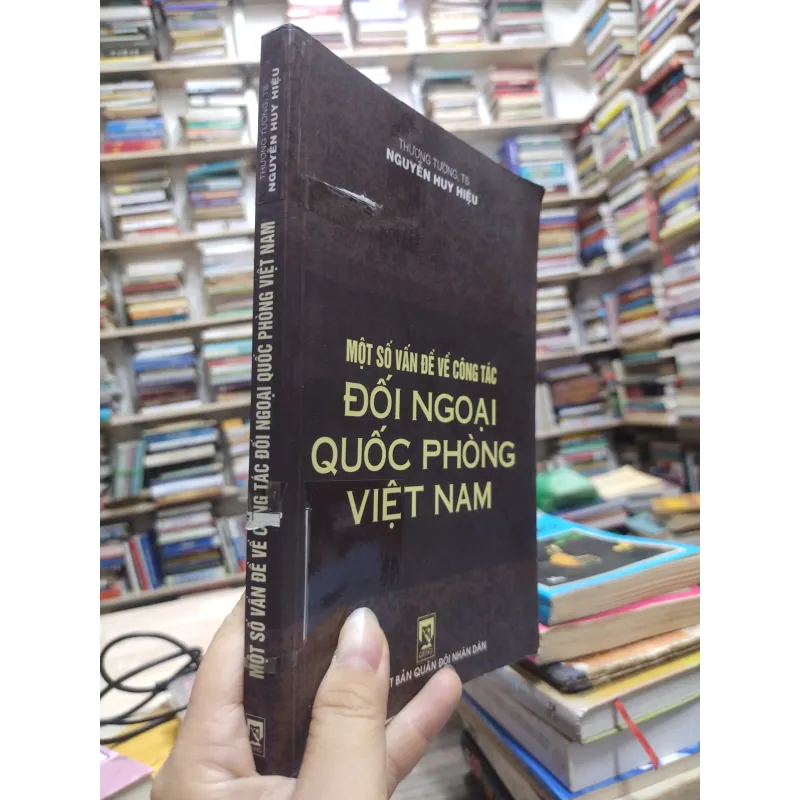 THƯỢNG TƯỚNG, TS
NGUYỄN HUY HIỆU
MỘT SỐ VẤN ĐỀ VỀ CÔNG TÁC
ĐỐI NGOẠI
QUỐC PHÒNG
VIỆT NAM
BẢN QUÂN ĐỘI NHÂN DÂN
THƯỢNG TƯỚNG, TS
NGUYỄN HUY HIỆU
MỘT SỐ VẤN ĐỀ VỀ CÔNG TÁC ĐỐI NGOẠI QUỐC PHÒNG VIỆT NAM